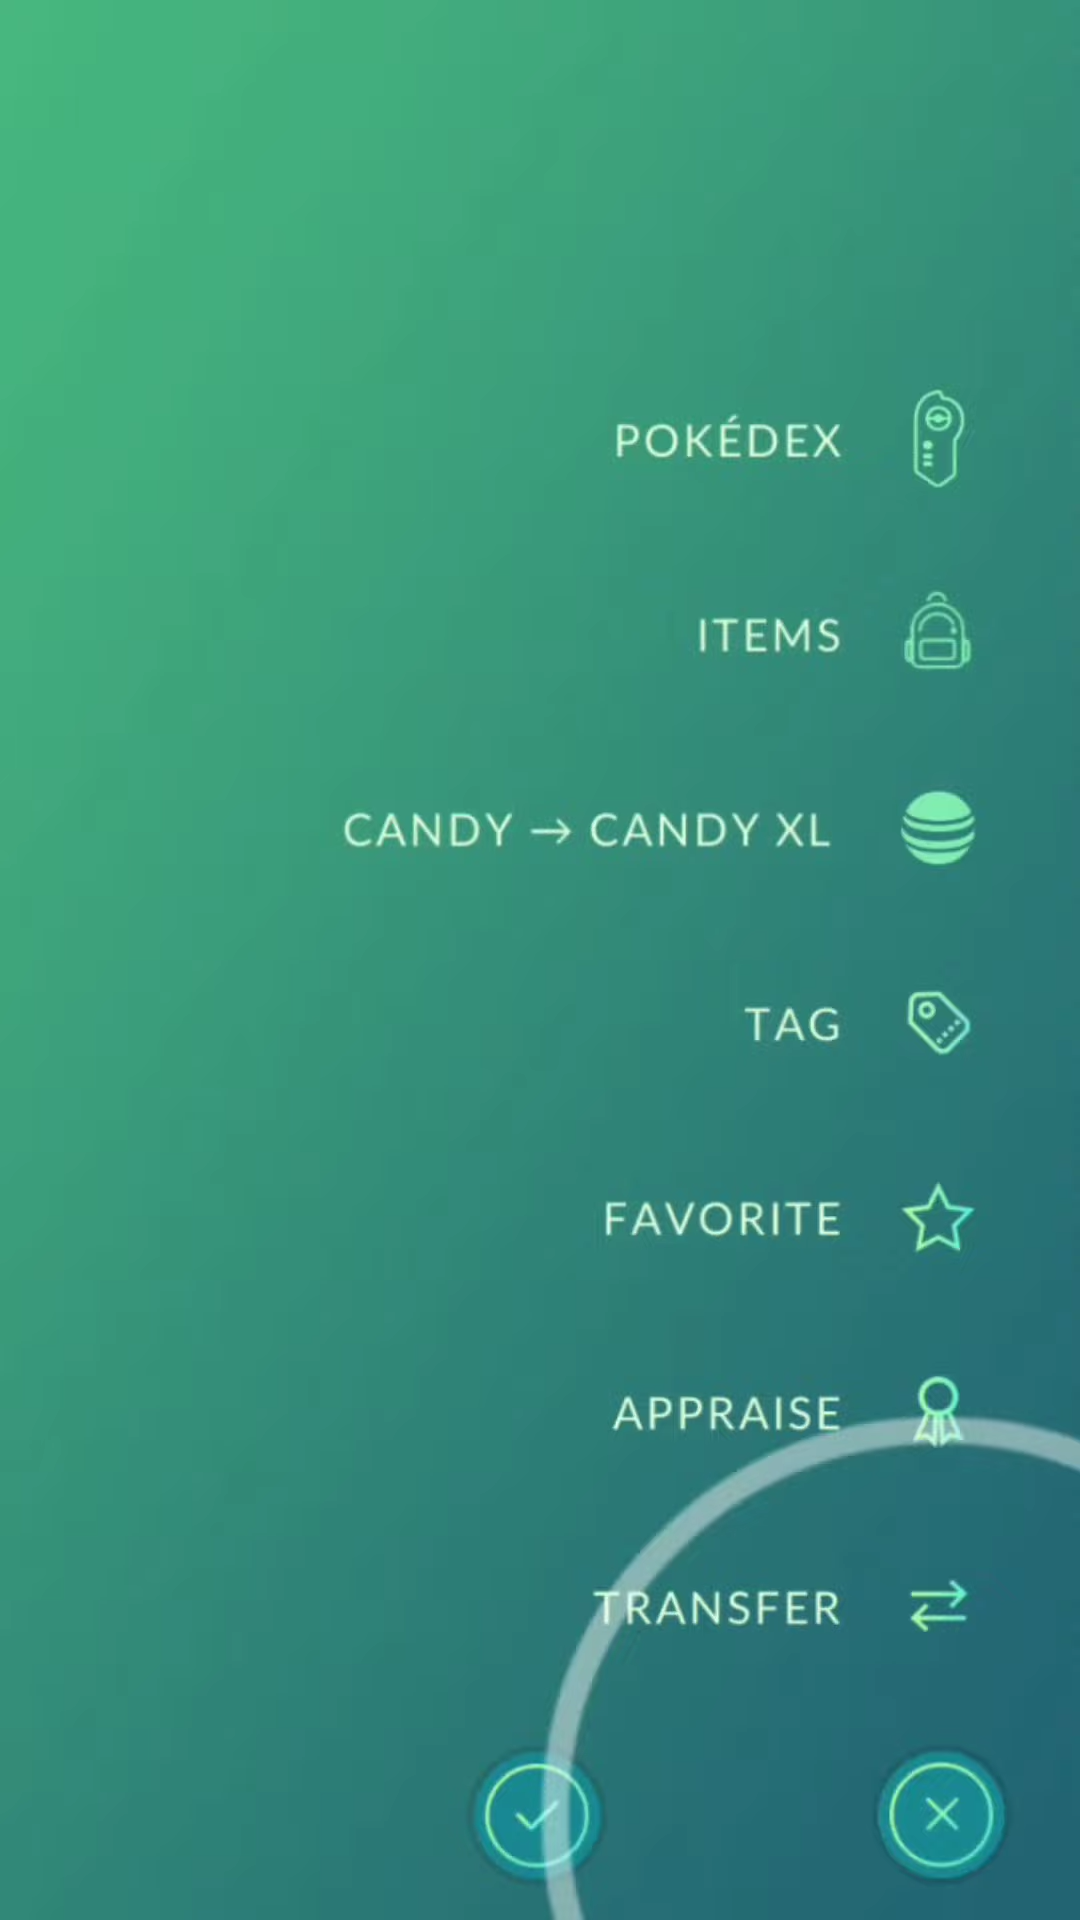 POKÉDEX
ITEMS
CANDY → CANDY XL
TAG
FAVORITE
APPRAISE
TRANSFER